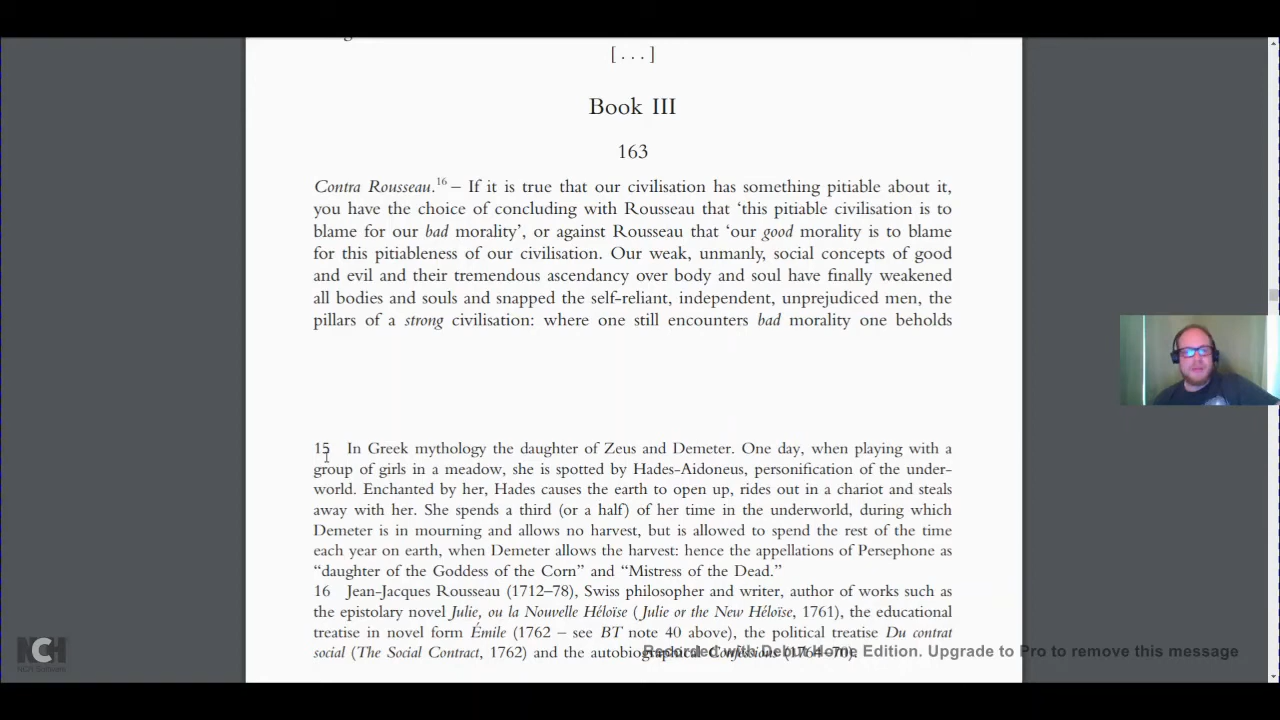 [ . . . ]
Book III
163
Contra Rousseau.16 – If it is true that our civilisation has something pitiable about it,
you have the choice of concluding with Rousseau that ‘this pitiable civilisation is to
blame for our bad morality’, or against Rousseau that ‘our good morality is to blame
for this pitiableness of our civilisation. Our weak, unmanly, social concepts of good
and evil and their tremendous ascendancy over body and soul have finally weakened
all bodies and souls and snapped the self-reliant, independent, unprejudiced men, the
pillars of a strong civilisation: where one still encounters bad morality one beholds
15 In Greek mythology the daughter of Zeus and Demeter. One day, when playing with a
group of girls in a meadow, she is spotted by Hades-Aidoneus, personification of the under-
world. Enchanted by her, Hades causes the earth to open up, rides out in a chariot and steals
away with her. She spends a third (or a half) of her time in the underworld, during which
Demeter is in mourning and allows no harvest, but is allowed to spend the rest of the time
each year on earth, when Demeter allows the harvest: hence the appellations of Persephone as
“daughter of the Goddess of the Corn” and “Mistress of the Dead.”
16 Jean-Jacques Rousseau (1712–78), Swiss philosopher and writer, author of works such as
the epistolary novel Julie, ou la Nouvelle Héloïse (Julie or the New Héloïse, 1761), the educational
treatise in novel form Émile (1762 – see BT note 40 above), the political treatise Du contrat
social (The Social Contract, 1762) and the autobiographical Confessions (1764–70).
Recorded with Debut Home Edition. Upgrade to Pro to remove this message
NCH
NCH Software